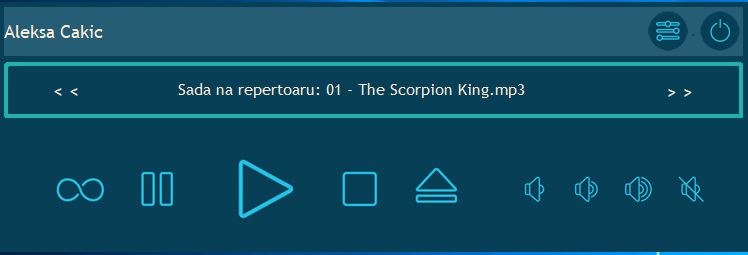 Aleksa Cakic
< < Sada na repertoaru: 01 - The Scorpion King.mp3 > >